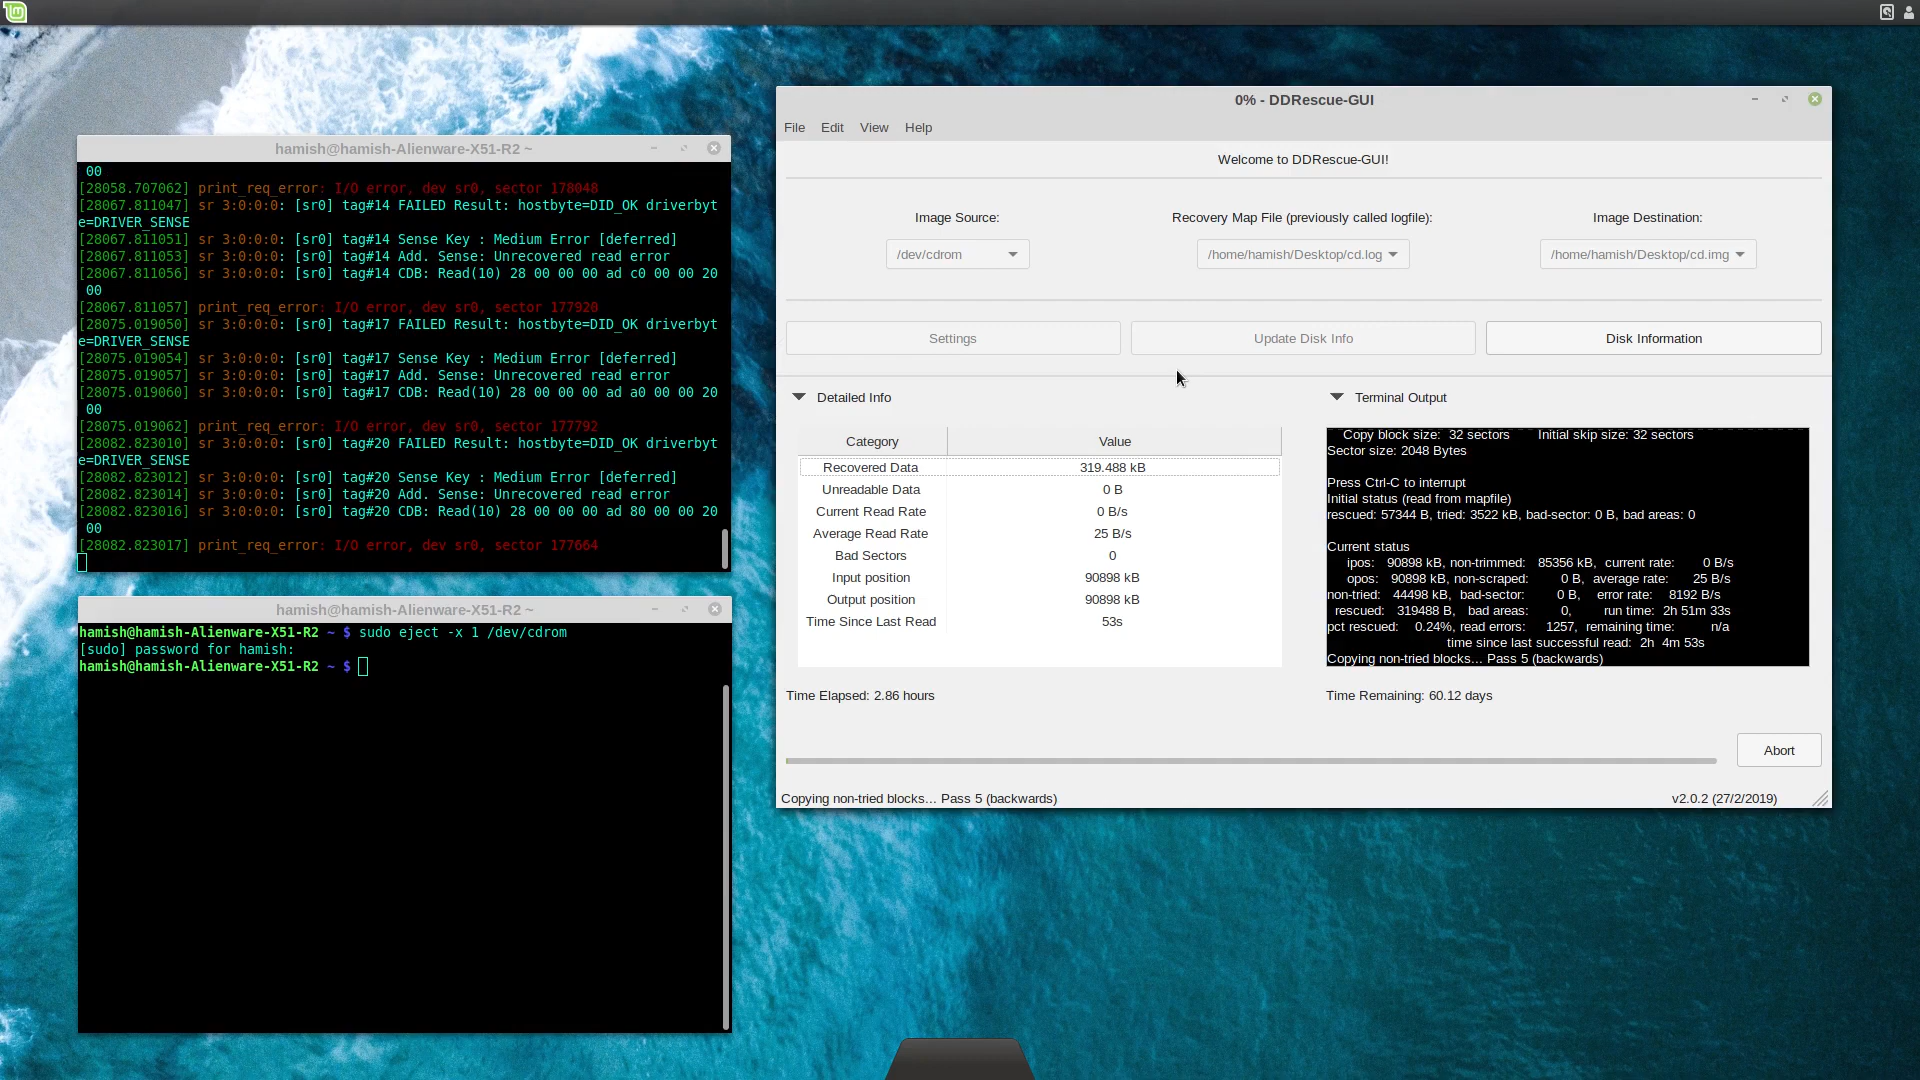 hamish@hamish-Alienware-X51-R2 ~
00
[28058.707062] print_req_error: I/O error, dev sr0, sector 178048
[28067.811047] sr 3:0:0:0: [sr0] tag#14 FAILED Result: hostbyte=DID_OK driverbyt
e=DRIVER_SENSE
[28067.811051] sr 3:0:0:0: [sr0] tag#14 Sense Key : Medium Error [deferred]
[28067.811053] sr 3:0:0:0: [sr0] tag#14 Add. Sense: Unrecovered read error
[28067.811056] sr 3:0:0:0: [sr0] tag#14 CDB: Read(10) 28 00 00 00 ad c0 00 00 20
00
[28067.811057] print_req_error: I/O error, dev sr0, sector 177920
[28075.019050] sr 3:0:0:0: [sr0] tag#17 FAILED Result: hostbyte=DID_OK driverbyt
e=DRIVER_SENSE
[28075.019054] sr 3:0:0:0: [sr0] tag#17 Sense Key : Medium Error [deferred]
[28075.019057] sr 3:0:0:0: [sr0] tag#17 Add. Sense: Unrecovered read error
[28075.019060] sr 3:0:0:0: [sr0] tag#17 CDB: Read(10) 28 00 00 00 ad a0 00 00 20
00
[28075.019062] print_req_error: I/O error, dev sr0, sector 177792
[28082.823010] sr 3:0:0:0: [sr0] tag#20 FAILED Result: hostbyte=DID_OK driverbyt
e=DRIVER_SENSE
[28082.823012] sr 3:0:0:0: [sr0] tag#20 Sense Key : Medium Error [deferred]
[28082.823014] sr 3:0:0:0: [sr0] tag#20 Add. Sense: Unrecovered read error
[28082.823016] sr 3:0:0:0: [sr0] tag#20 CDB: Read(10) 28 00 00 00 ad 80 00 00 20
00
[28082.823017] print_req_error: I/O error, dev sr0, sector 177664
hamish@hamish-Alienware-X51-R2 ~
hamish@hamish-Alienware-X51-R2 ~ $ sudo eject -x 1 /dev/cdrom
[sudo] password for hamish:
hamish@hamish-Alienware-X51-R2 ~ $
0% - DDRescue-GUI
File Edit View Help
Welcome to DDRescue-GUI!
Image Source: Recovery Map File (previously called logfile): Image Destination:
/dev/cdrom /home/hamish/Desktop/cd.log /home/hamish/Desktop/cd.img
Settings Update Disk Info Disk Information
Detailed Info
Category Value
Recovered Data 319.488 kB
Unreadable Data 0 B
Current Read Rate 0 B/s
Average Read Rate 25 B/s
Bad Sectors 0
Input position 90898 kB
Output position 90898 kB
Time Since Last Read 53s
Terminal Output
Copy block size: 32 sectors Initial skip size: 32 sectors
Sector size: 2048 Bytes
Press Ctrl-C to interrupt
Initial status (read from mapfile)
rescued: 57344 B, tried: 3522 kB, bad-sector: 0 B, bad areas: 0
Current status
ipos: 90898 kB, non-trimmed: 85356 kB, current rate: 0 B/s
opos: 90898 kB, non-scraped: 0 B, average rate: 25 B/s
non-tried: 44498 kB, bad-sector: 0 B, error rate: 8192 B/s
rescued: 319488 B, bad areas: 0, run time: 2h 51m 33s
pct rescued: 0.24%, read errors: 1257, remaining time: n/a
time since last successful read: 2h 4m 53s
Copying non-tried blocks... Pass 5 (backwards)
Time Elapsed: 2.86 hours Time Remaining: 60.12 days
Abort
Copying non-tried blocks... Pass 5 (backwards) v2.0.2 (27/2/2019)